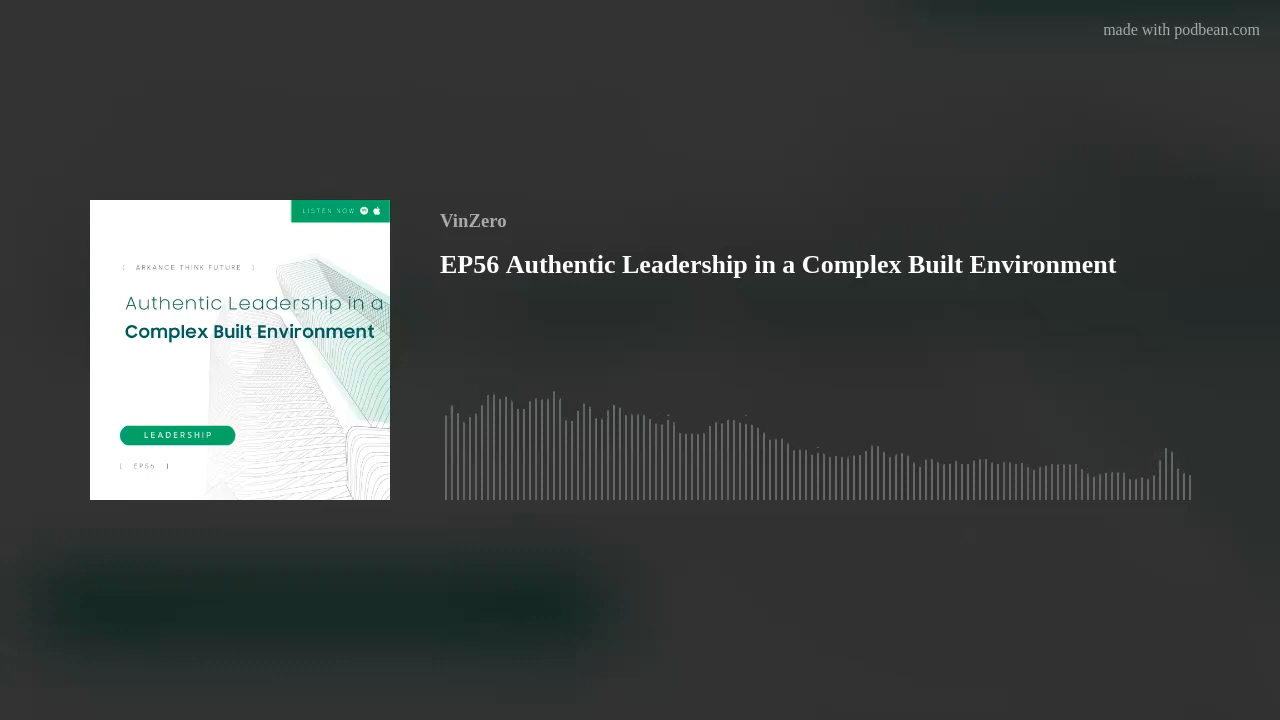 made with podbean.com
LISTEN NOW
[ ARKANCE THINK FUTURE ]
Authentic Leadership in a
Complex Built Environment
LEADERSHIP
[ EP56 ]
VinZero
EP56 Authentic Leadership in a Complex Built Environment